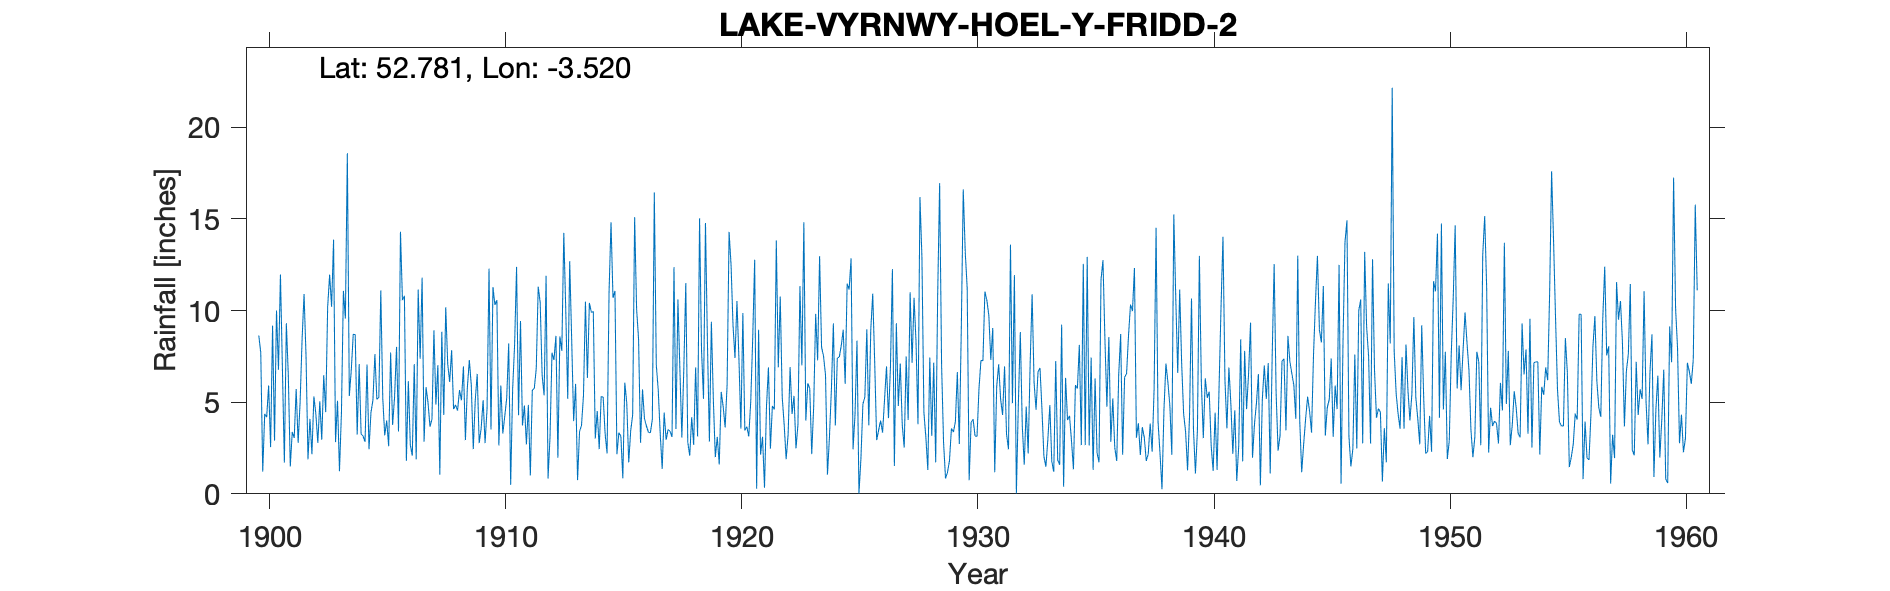 LAKE-VYRNWY-HOEL-Y-FRIDD-2
Lat: 52.781, Lon: -3.520
Rainfall [inches]
20
15
10
5
0
1900 1910 1920 1930 1940 1950 1960
Year